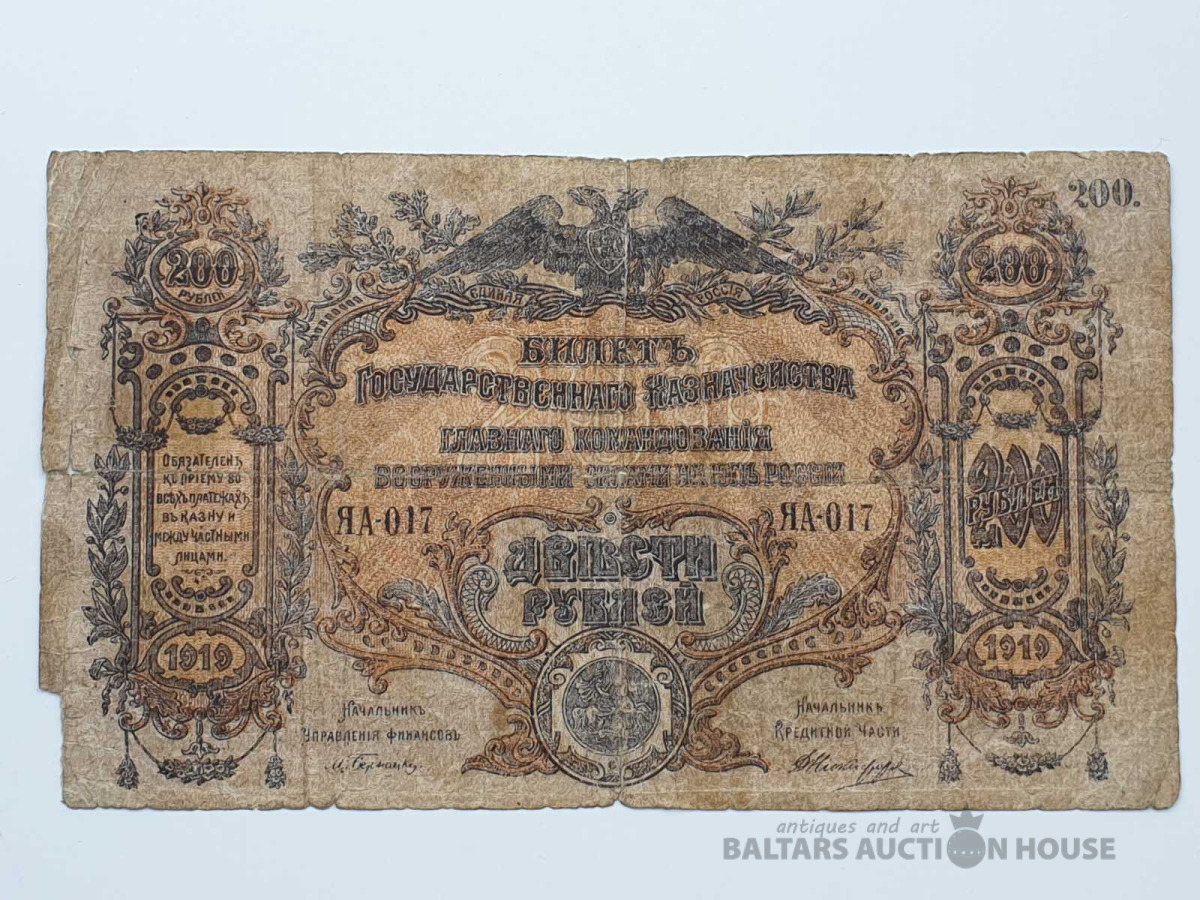 200.
200
РУБЛЕЙ
200
ЕДИНАЯ РОССІЯ
БИЛЕТЪ
ГОСУДАРСТВЕННАГО КАЗНАЧЕЙСТВА
ГЛАВНАГО КОМАНДОВАНІЯ
ВООРУЖЕННЫМИ СИЛАМИ НА ЮГѢ РОССІИ
ОБЯЗАТЕЛЕНЪ
КЪ ПРІЕМУ ВО
ВСѢХЪ ПЛАТЕЖАХЪ
ВЪ КАЗНУ И
МЕЖДУ ЧАСТНЫМИ
ЛИЦАМИ.
ЯА-017
ЯА-017
200
РУБЛЕЙ
ДВѢСТИ
РУБЛЕЙ
1919
1919
НАЧАЛЬНИКЪ
УПРАВЛЕНІЯ ФИНАНСОВЪ
НАЧАЛЬНИКЪ
КРЕДИТНОЙ ЧАСТИ
antiques and art
BALTARS AUCTION HOUSE